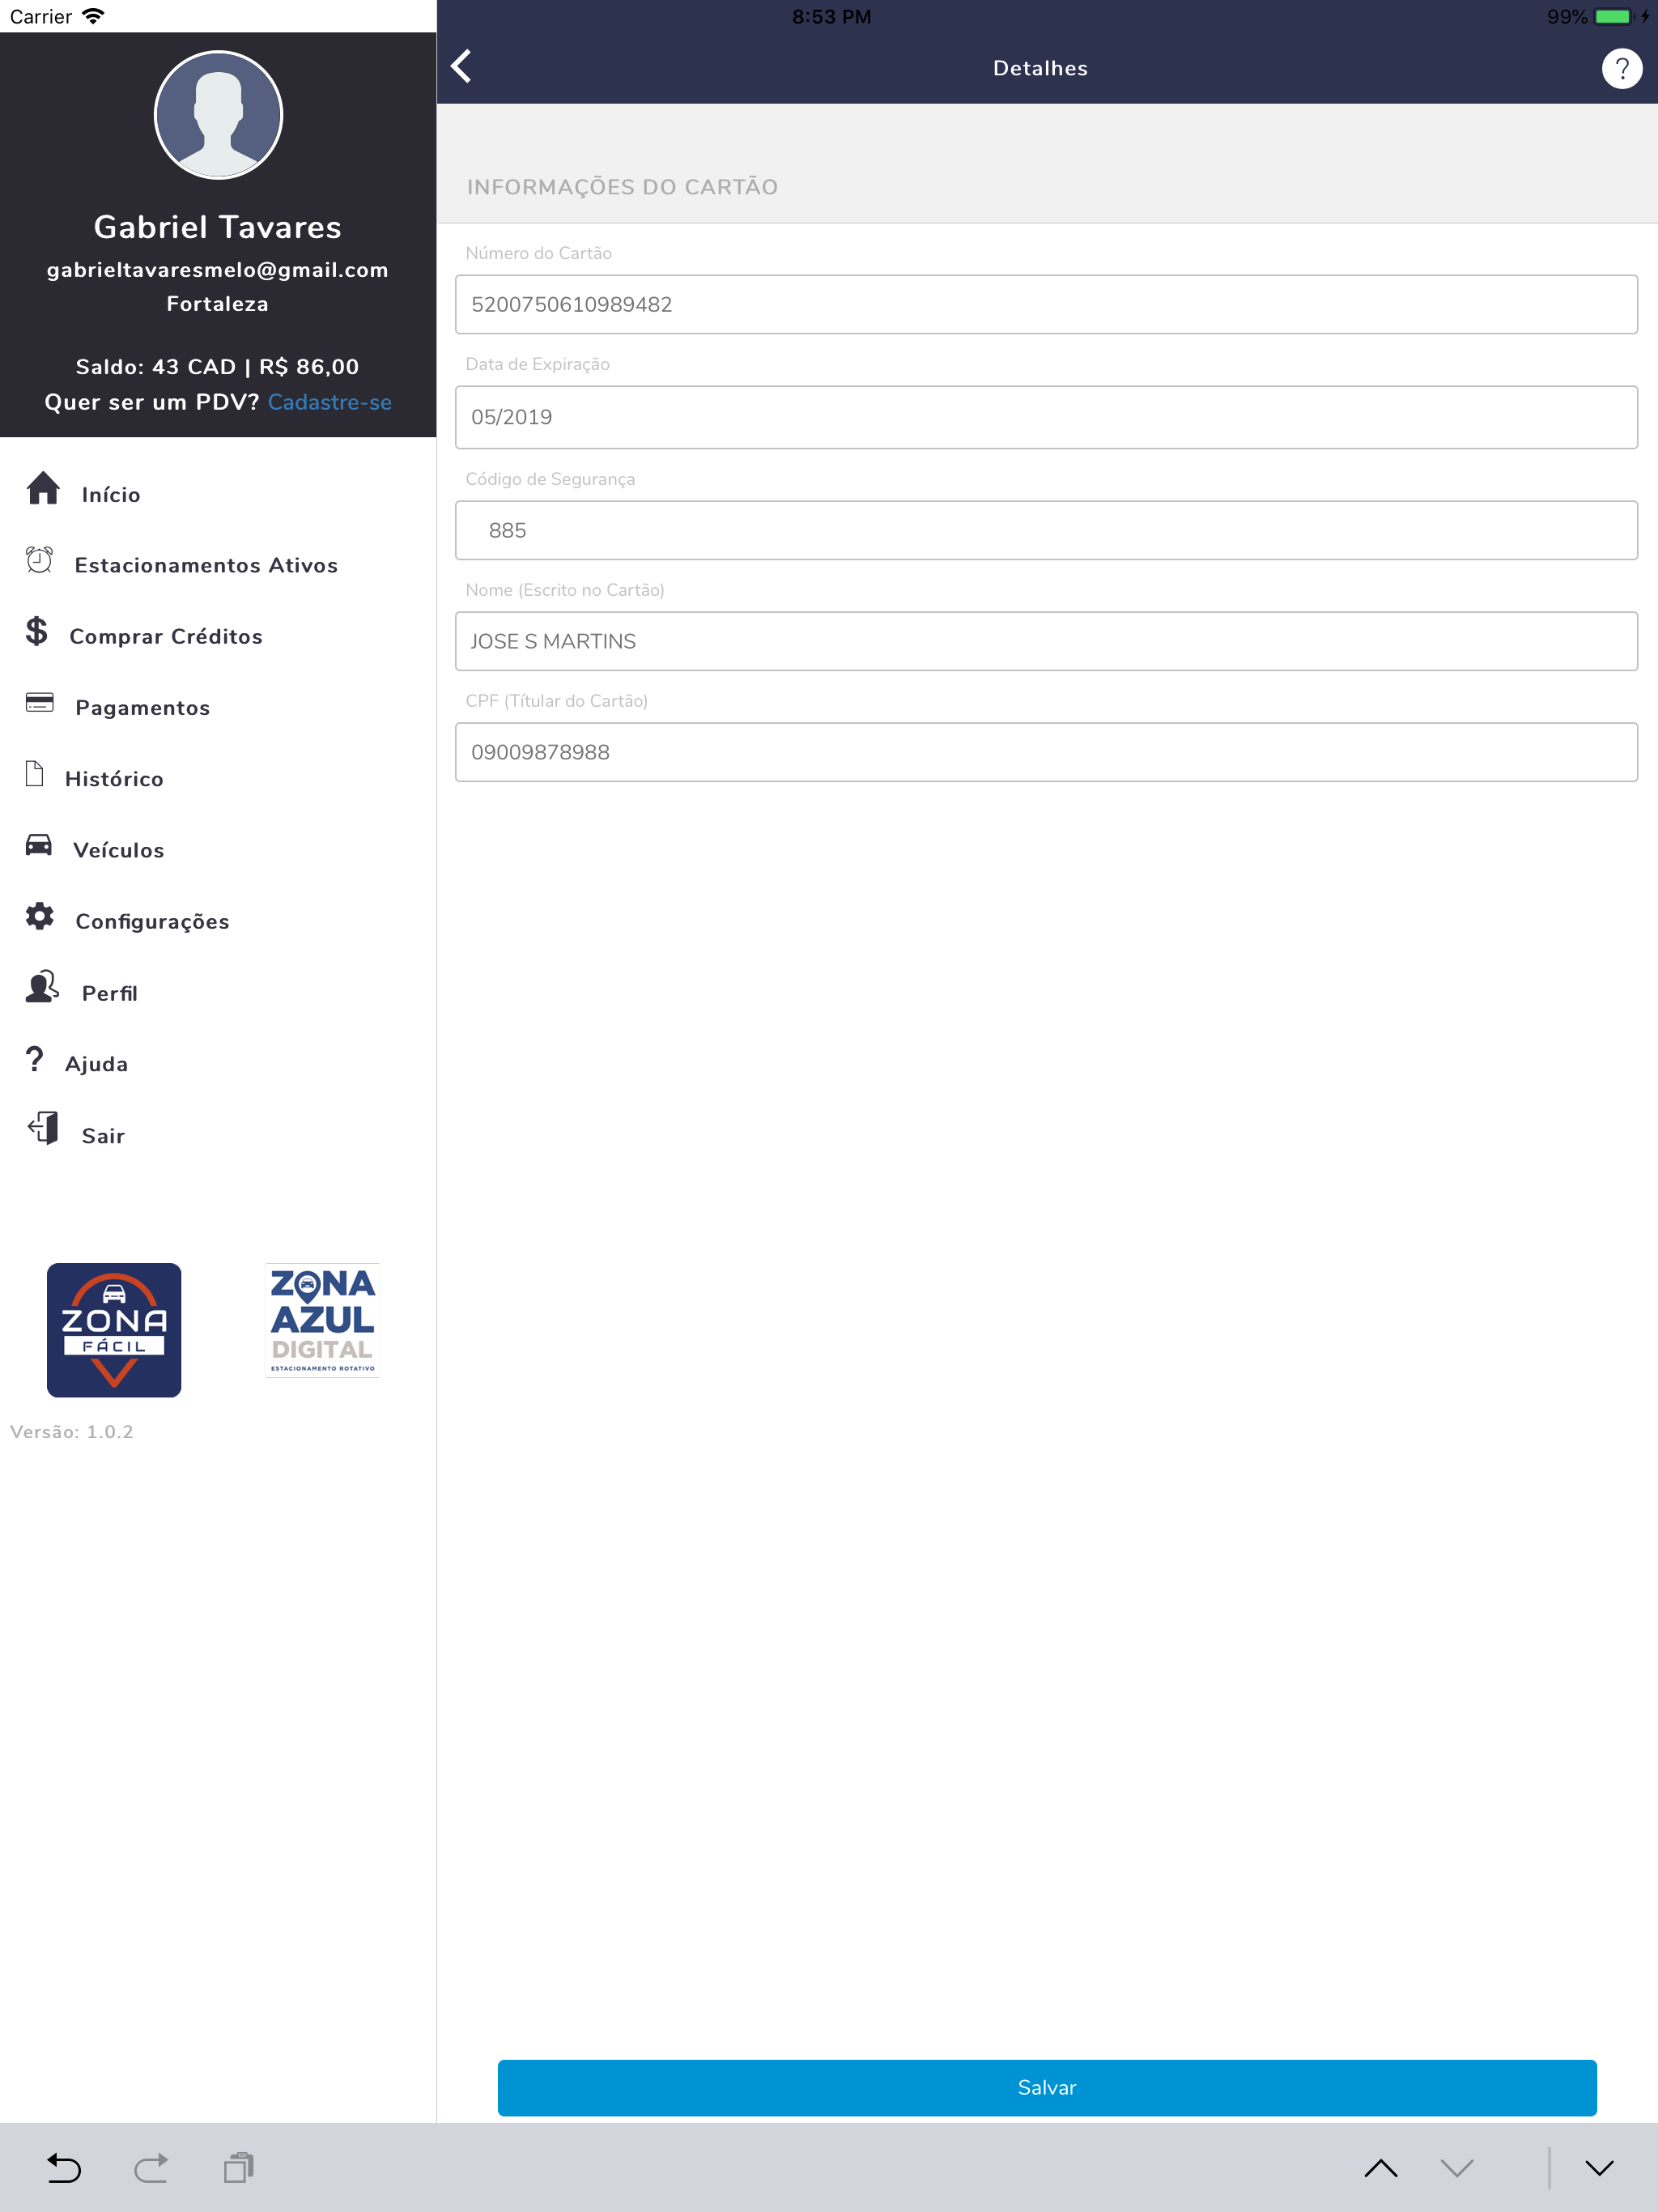 Carrier
8:53 PM
99%
Gabriel Tavares
gabrieltavaresmelo@gmail.com
Fortaleza
Saldo: 43 CAD | R$ 86,00
Quer ser um PDV? Cadastre-se
Início
Estacionamentos Ativos
Comprar Créditos
Pagamentos
Histórico
Veículos
Configurações
Perfil
? Ajuda
Sair
ZONA
FÁCIL
ZONA
AZUL
DIGITAL
ESTACIONAMENTO ROTATIVO
Versão: 1.0.2
Detalhes
?
INFORMAÇÕES DO CARTÃO
Número do Cartão
5200750610989482
Data de Expiração
05/2019
Código de Segurança
885
Nome (Escrito no Cartão)
JOSE S MARTINS
CPF (Títular do Cartão)
09009878988
Salvar